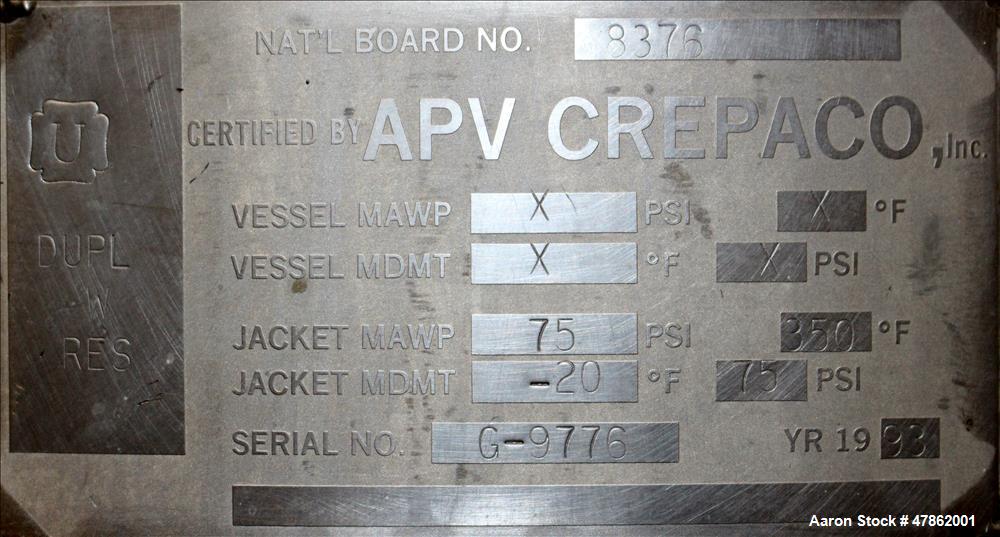 NAT'L BOARD NO. 8376
U
CERTIFIED BY APV CREPACO, Inc.
VESSEL MAWP X PSI X °F
DUPL
VESSEL MDMT X °F X PSI
W
JACKET MAWP 75 PSI 350 °F
RES
JACKET MDMT -20 °F 75 PSI
SERIAL NO. G-9776 YR 19 93
Aaron Stock # 47862001